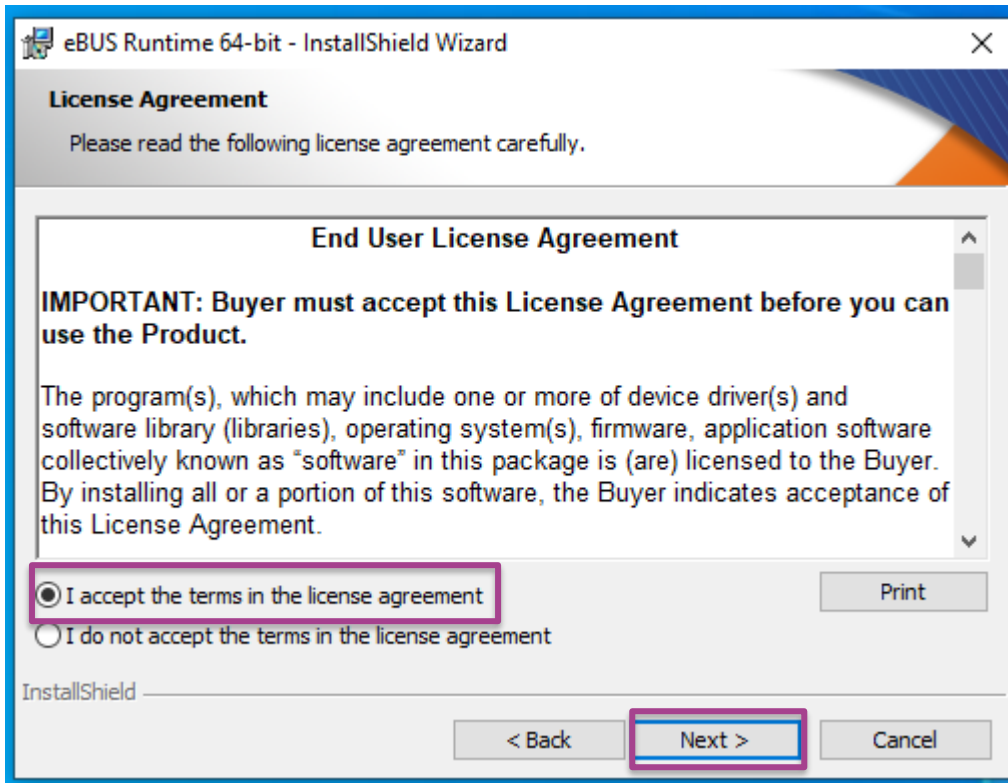 eBUS Runtime 64-bit - InstallShield Wizard
License Agreement
Please read the following license agreement carefully.
End User License Agreement
IMPORTANT: Buyer must accept this License Agreement before you can
use the Product.
The program(s), which may include one or more of device driver(s) and
software library (libraries), operating system(s), firmware, application software
collectively known as “software” in this package is (are) licensed to the Buyer.
By installing all or a portion of this software, the Buyer indicates acceptance of
this License Agreement.
I accept the terms in the license agreement
Print
I do not accept the terms in the license agreement
InstallShield
< Back
Next >
Cancel